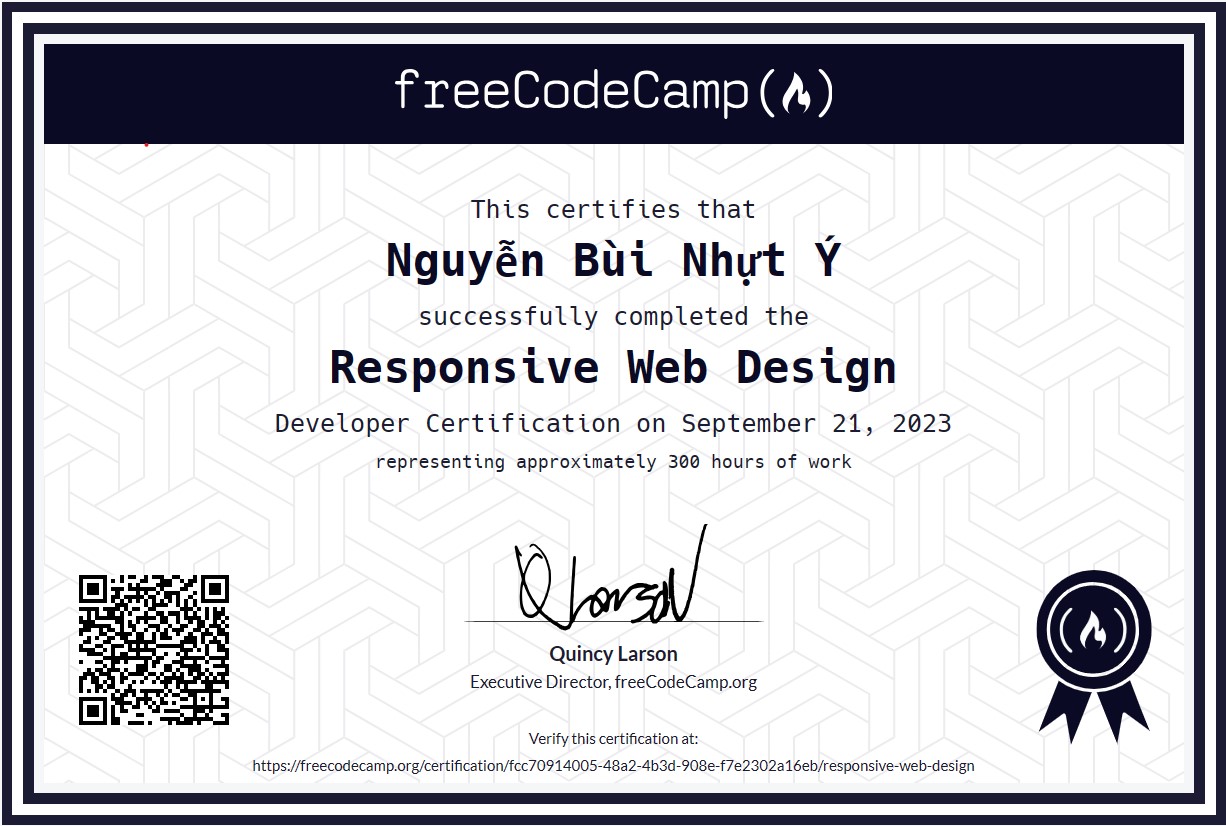 freeCodeCamp
This certifies that
Nguyễn Bùi Nhựt Ý
successfully completed the
Responsive Web Design
Developer Certification on September 21, 2023
representing approximately 300 hours of work
Quincy Larson
Executive Director, freeCodeCamp.org
Verify this certification at:
https://freecodecamp.org/certification/fcc70914005-48a2-4b3d-908e-f7e2302a16eb/responsive-web-design